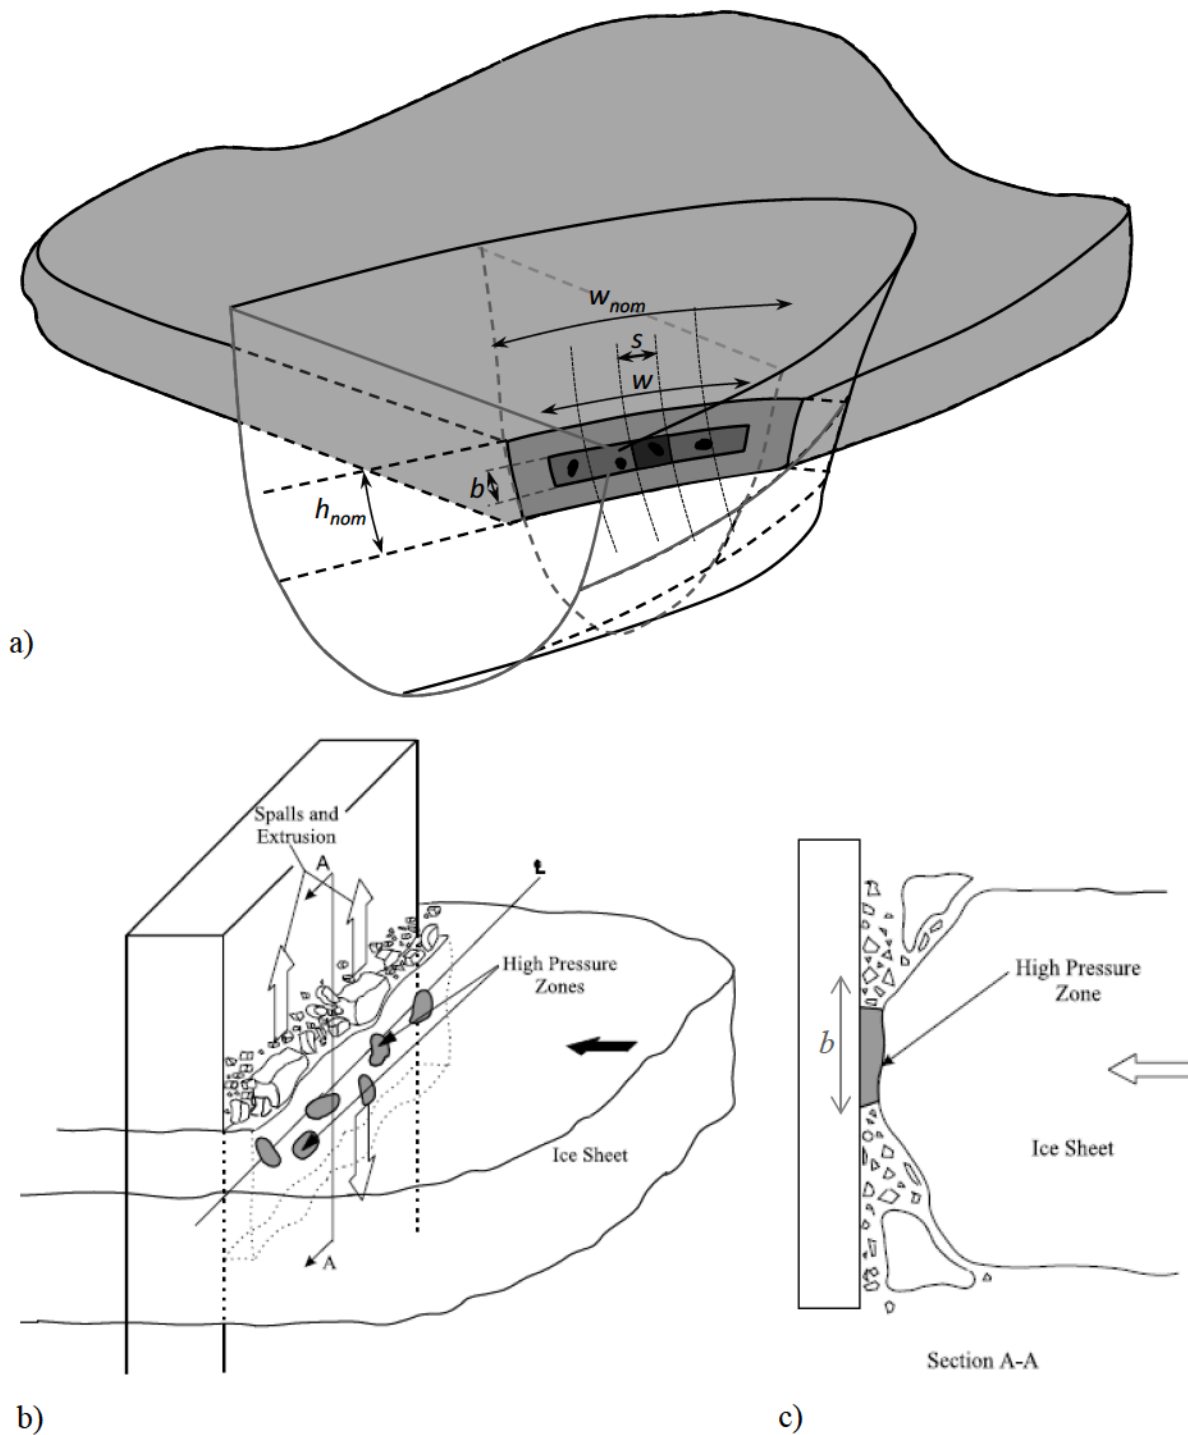 w_nom
s
w
b
h_nom
a)
Spalls and
Extrusion
A
℄
High Pressure
Zones
Ice Sheet
A
b)
High Pressure
Zone
b
Ice Sheet
Section A-A
c)